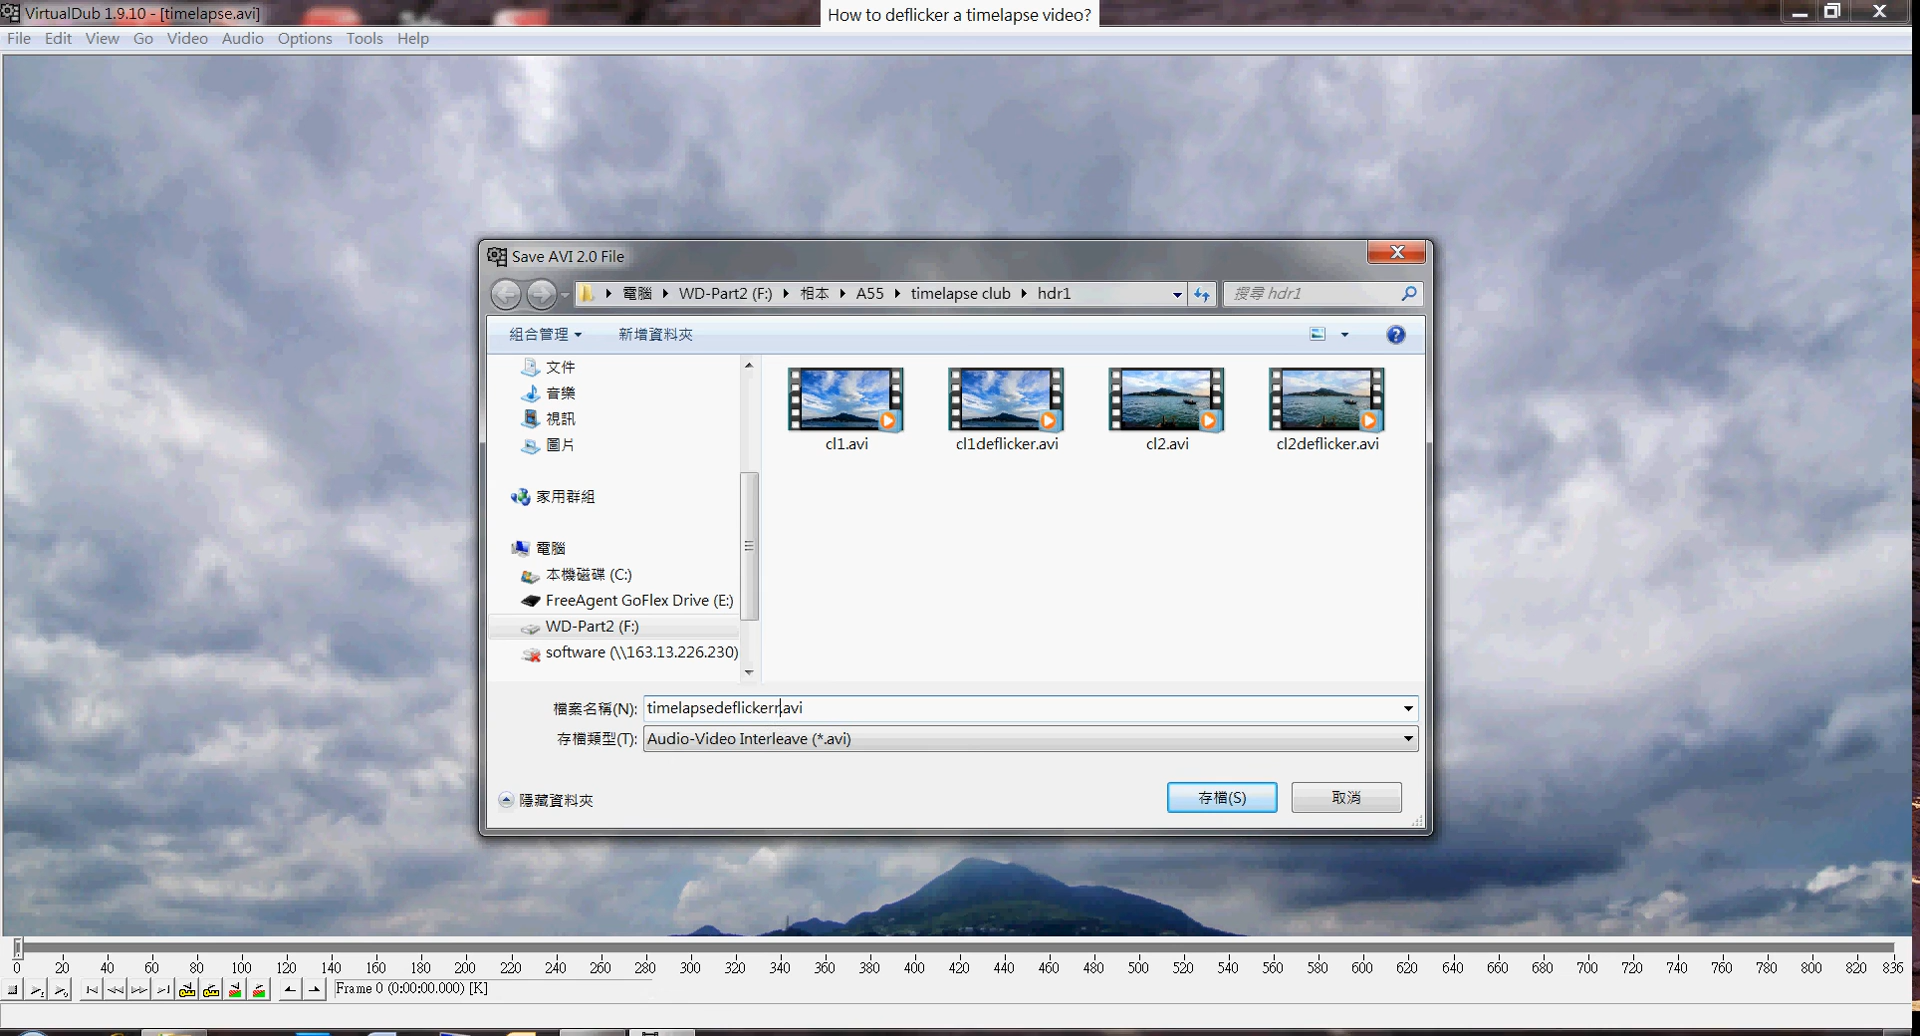 VirtualDub 1.9.10 - [timelapse.avi]
How to deflicker a timelapse video?
File Edit View Go Video Audio Options Tools Help
Save AVI 2.0 File
電腦 WD-Part2 (F:) 相本 A55 timelapse club hdr1
搜尋 hdr1
組合管理 新增資料夾
文件
音樂
視訊
圖片
家用群組
電腦
本機磁碟 (C:)
FreeAgent GoFlex Drive (E:)
WD-Part2 (F:)
software (\\163.13.226.230)
cl1.avi cl1deflicker.avi cl2.avi cl2deflicker.avi
檔案名稱(N): timelapsedeflickerr.avi
存檔類型(T): Audio-Video Interleave (*.avi)
隱藏資料夾 存檔(S) 取消
0 20 40 60 80 100 120 140 160 180 200 220 240 260 280 300 320 340 360 380 400 420 440 460 480 500 520 540 560 580 600 620 640 660 680 700 720 740 760 780 800 820 836
Frame 0 (0:00:00.000) [K]